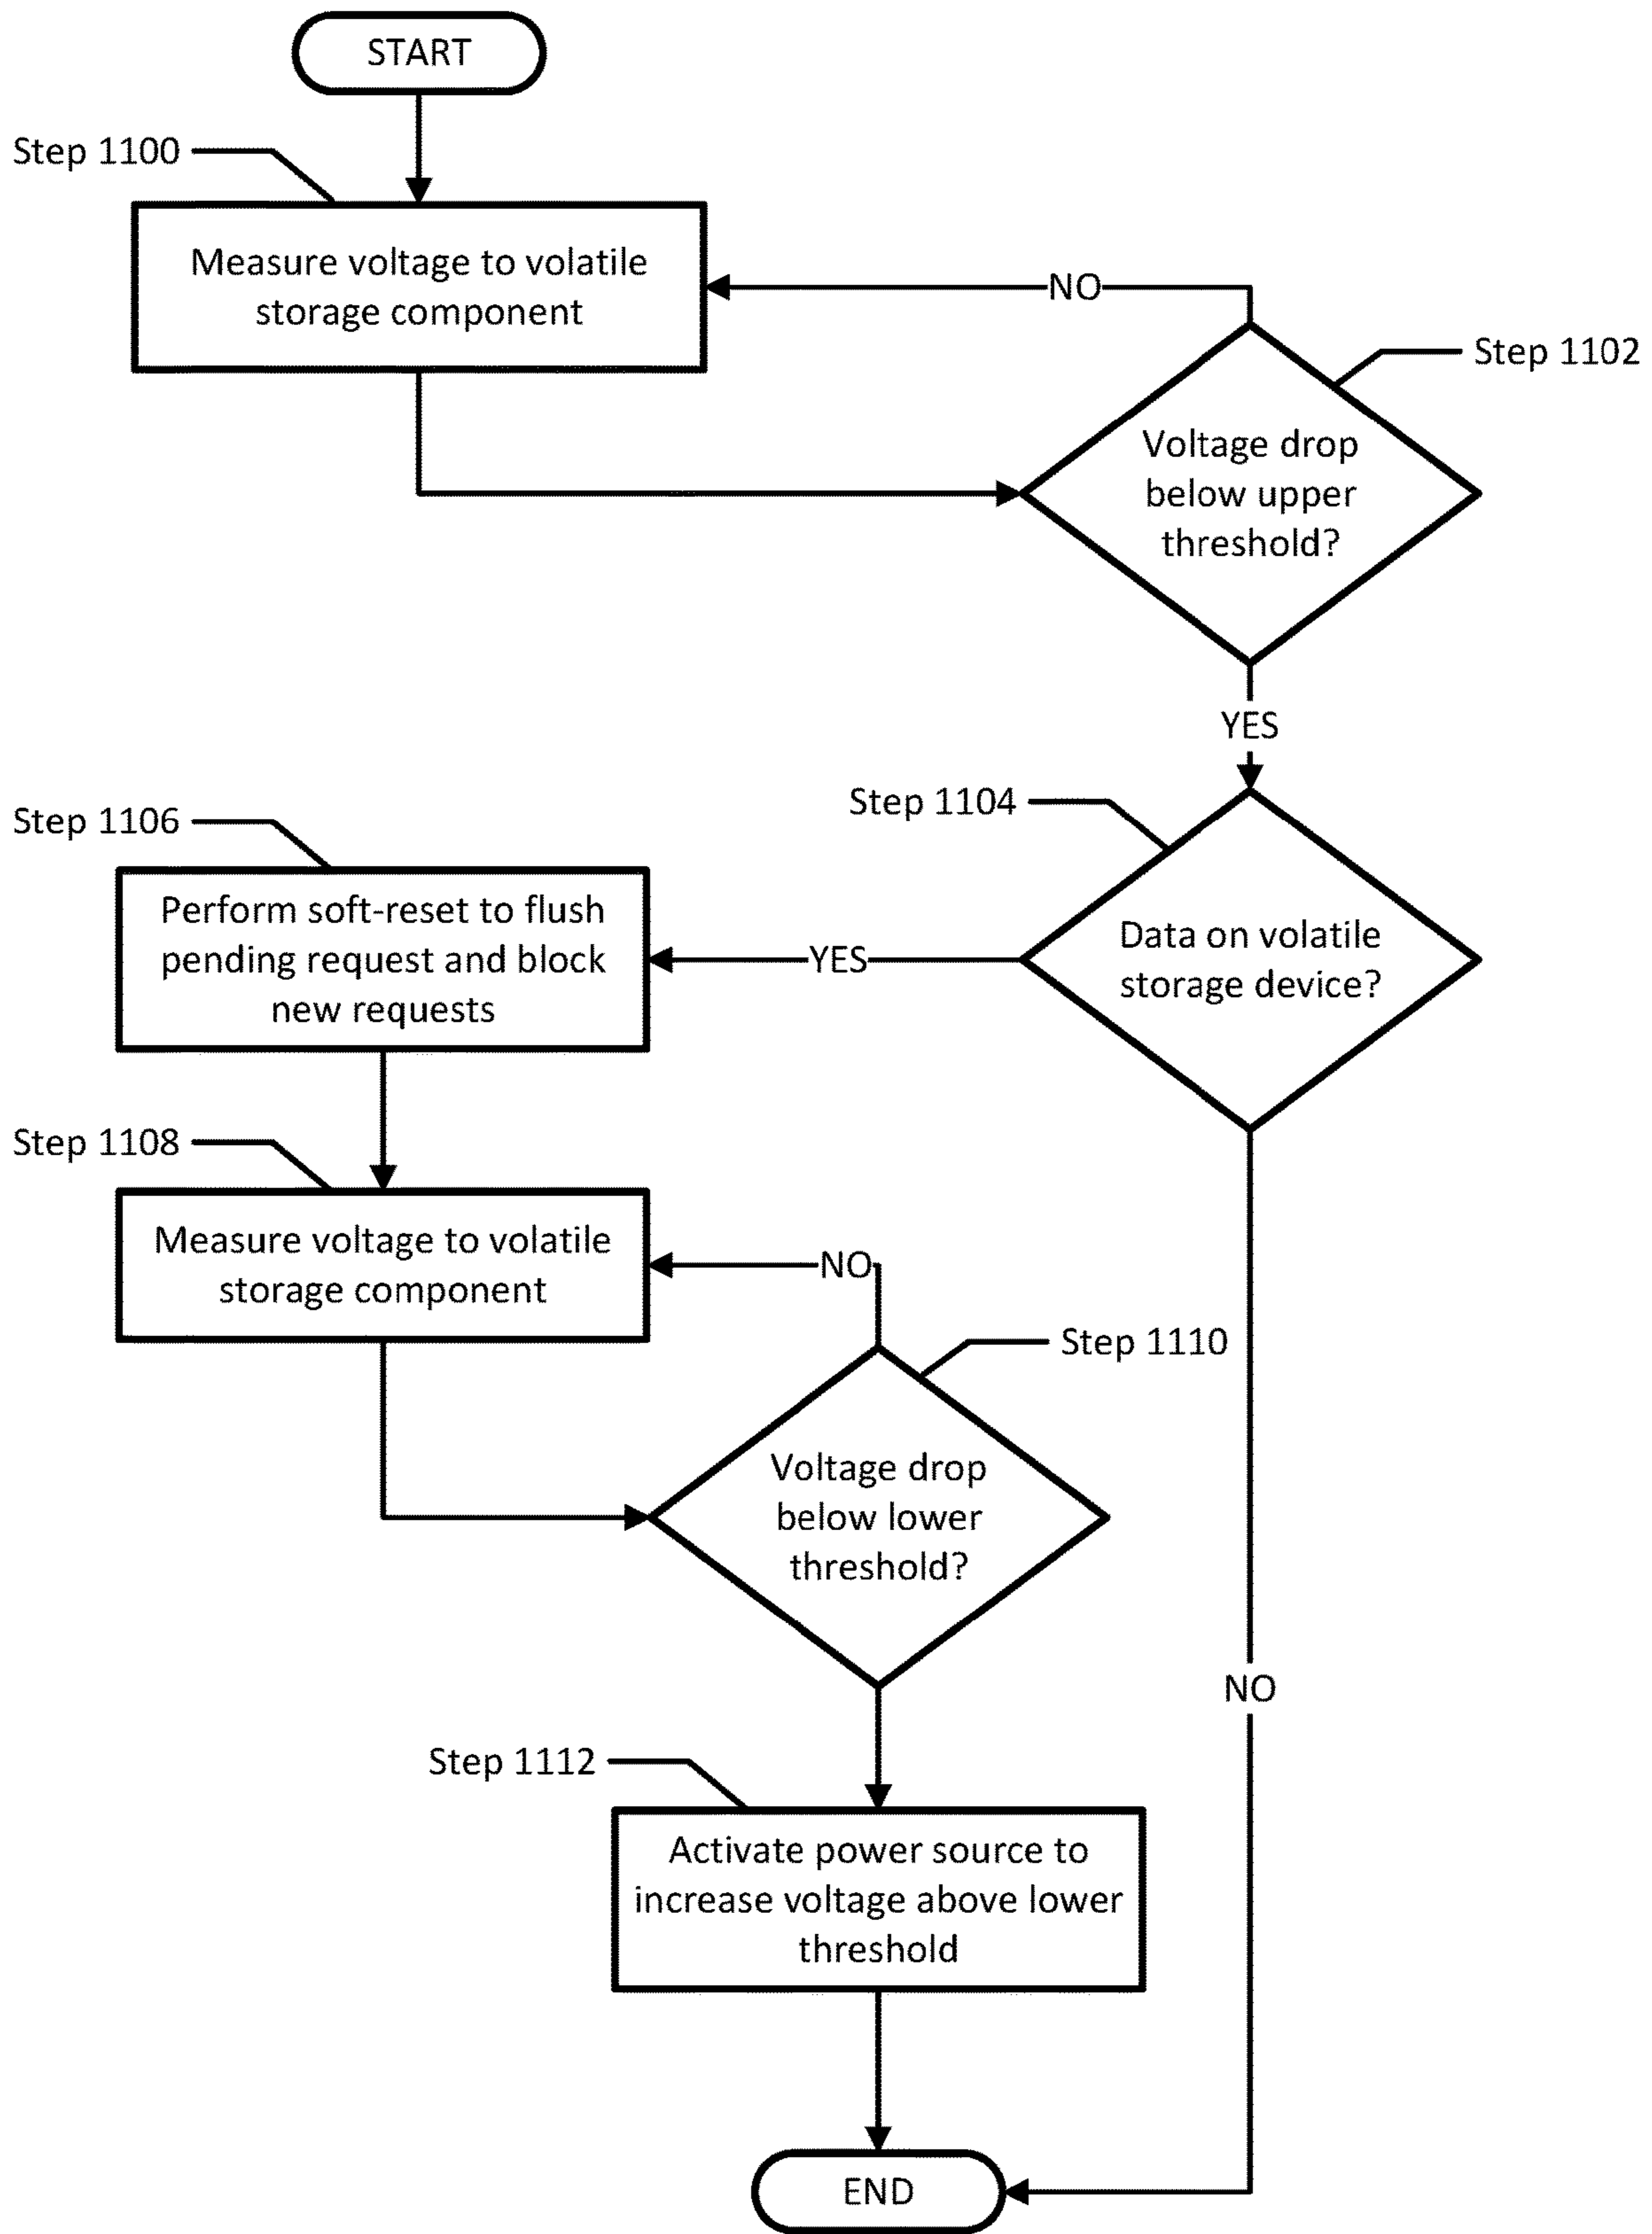 START
Step 1100
Measure voltage to volatile
storage component
NO
Step 1102
Voltage drop
below upper
threshold?
YES
Step 1104
Data on volatile
storage device?
YES
Step 1106
Perform soft-reset to flush
pending request and block
new requests
Step 1108
Measure voltage to volatile
storage component
NO
Step 1110
Voltage drop
below lower
threshold?
NO
Step 1112
Activate power source to
increase voltage above lower
threshold
END